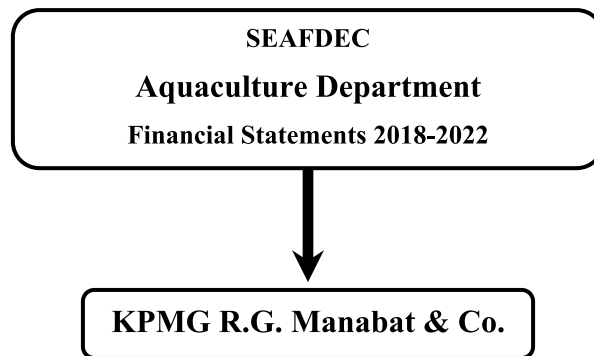 SEAFDEC
Aquaculture Department
Financial Statements 2018-2022
KPMG R.G. Manabat & Co.